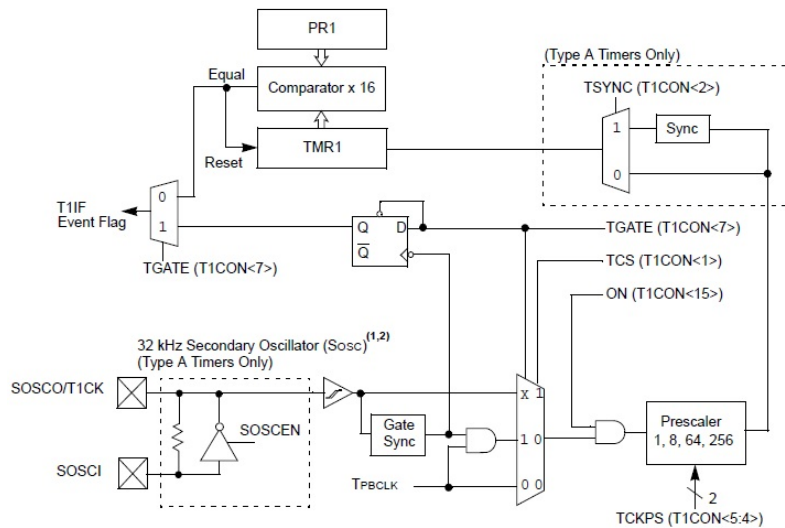 PR1
(Type A Timers Only)
Equal
Comparator x 16
TSYNC (T1CON<2>)
1
Sync
Reset
TMR1
0
0
T1IF
Event Flag
1
Q
D
Q
TGATE (T1CON<7>)
TGATE (T1CON<7>)
TCS (T1CON<1>)
ON (T1CON<15>)
32 kHz Secondary Oscillator (SOSC)(1,2)
(Type A Timers Only)
SOSCO/T1CK
X 1
SOSCEN
Gate
Sync
1 0
Prescaler
1, 8, 64, 256
SOSCI
TPBCLK
0 0
2
TCKPS (T1CON<5:4>)